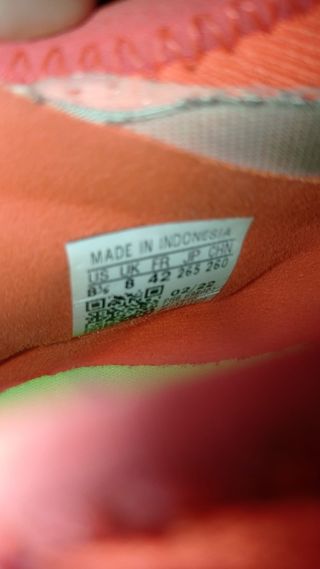 MADE IN INDONESIA
US UK FR JP CHN
8½ 8 42 265 260
02/22